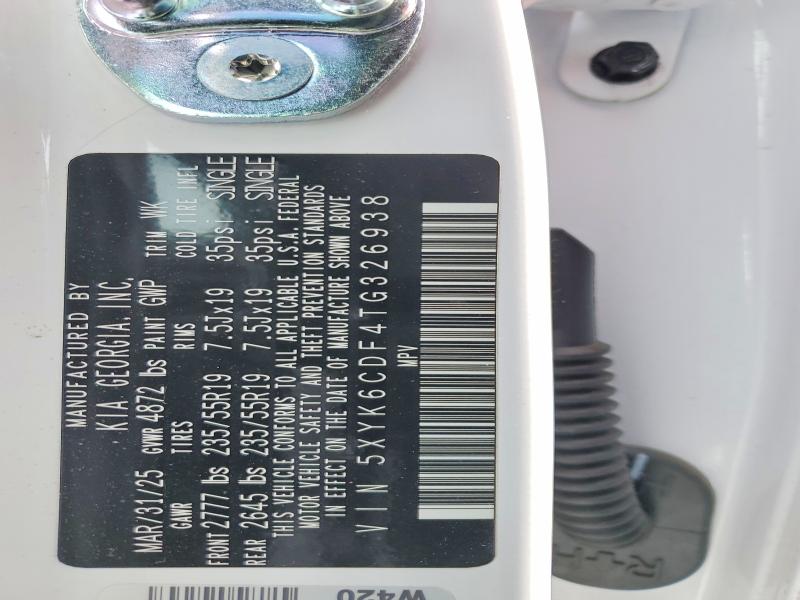 MANUFACTURED BY
KIA GEORGIA, INC.
MAR/31/25 GVWR 4872 lbs PAINT GWP TRIM WK
GAWR TIRES RIMS COLD TIRE INFL
FRONT 2777 lbs 235/55R19 7.5Jx19 35psi SINGLE
REAR 2645 lbs 235/55R19 7.5Jx19 35psi SINGLE
THIS VEHICLE CONFORMS TO ALL APPLICABLE U.S.A. FEDERAL
MOTOR VEHICLE SAFETY AND THEFT PREVENTION STANDARDS
IN EFFECT ON THE DATE OF MANUFACTURE SHOWN ABOVE
VIN 5XYK6CDF4TG326938
MPV
W420